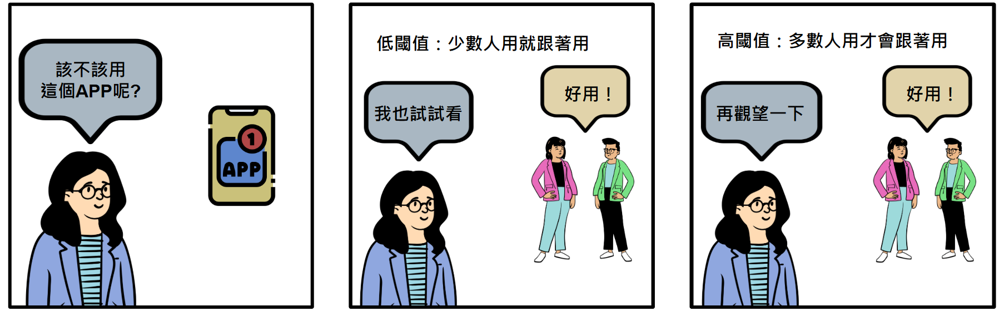 該不該用
這個APP呢?
1
APP
低閾值：少數人用就跟著用
我也試試看
好用！
高閾值：多數人用才會跟著用
再觀望一下
好用！